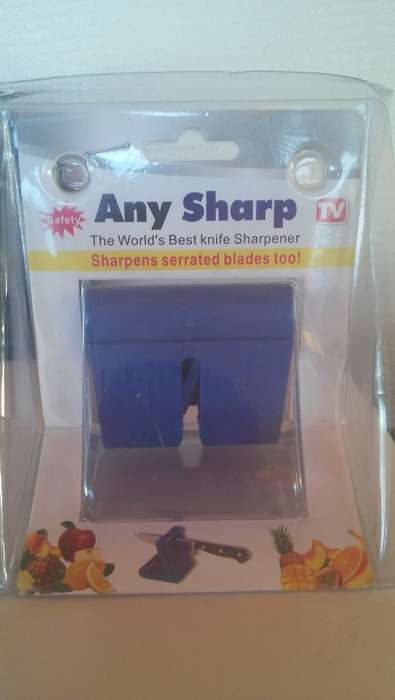 Safety
Any Sharp
TV
The World's Best knife Sharpener
Sharpens serrated blades too!